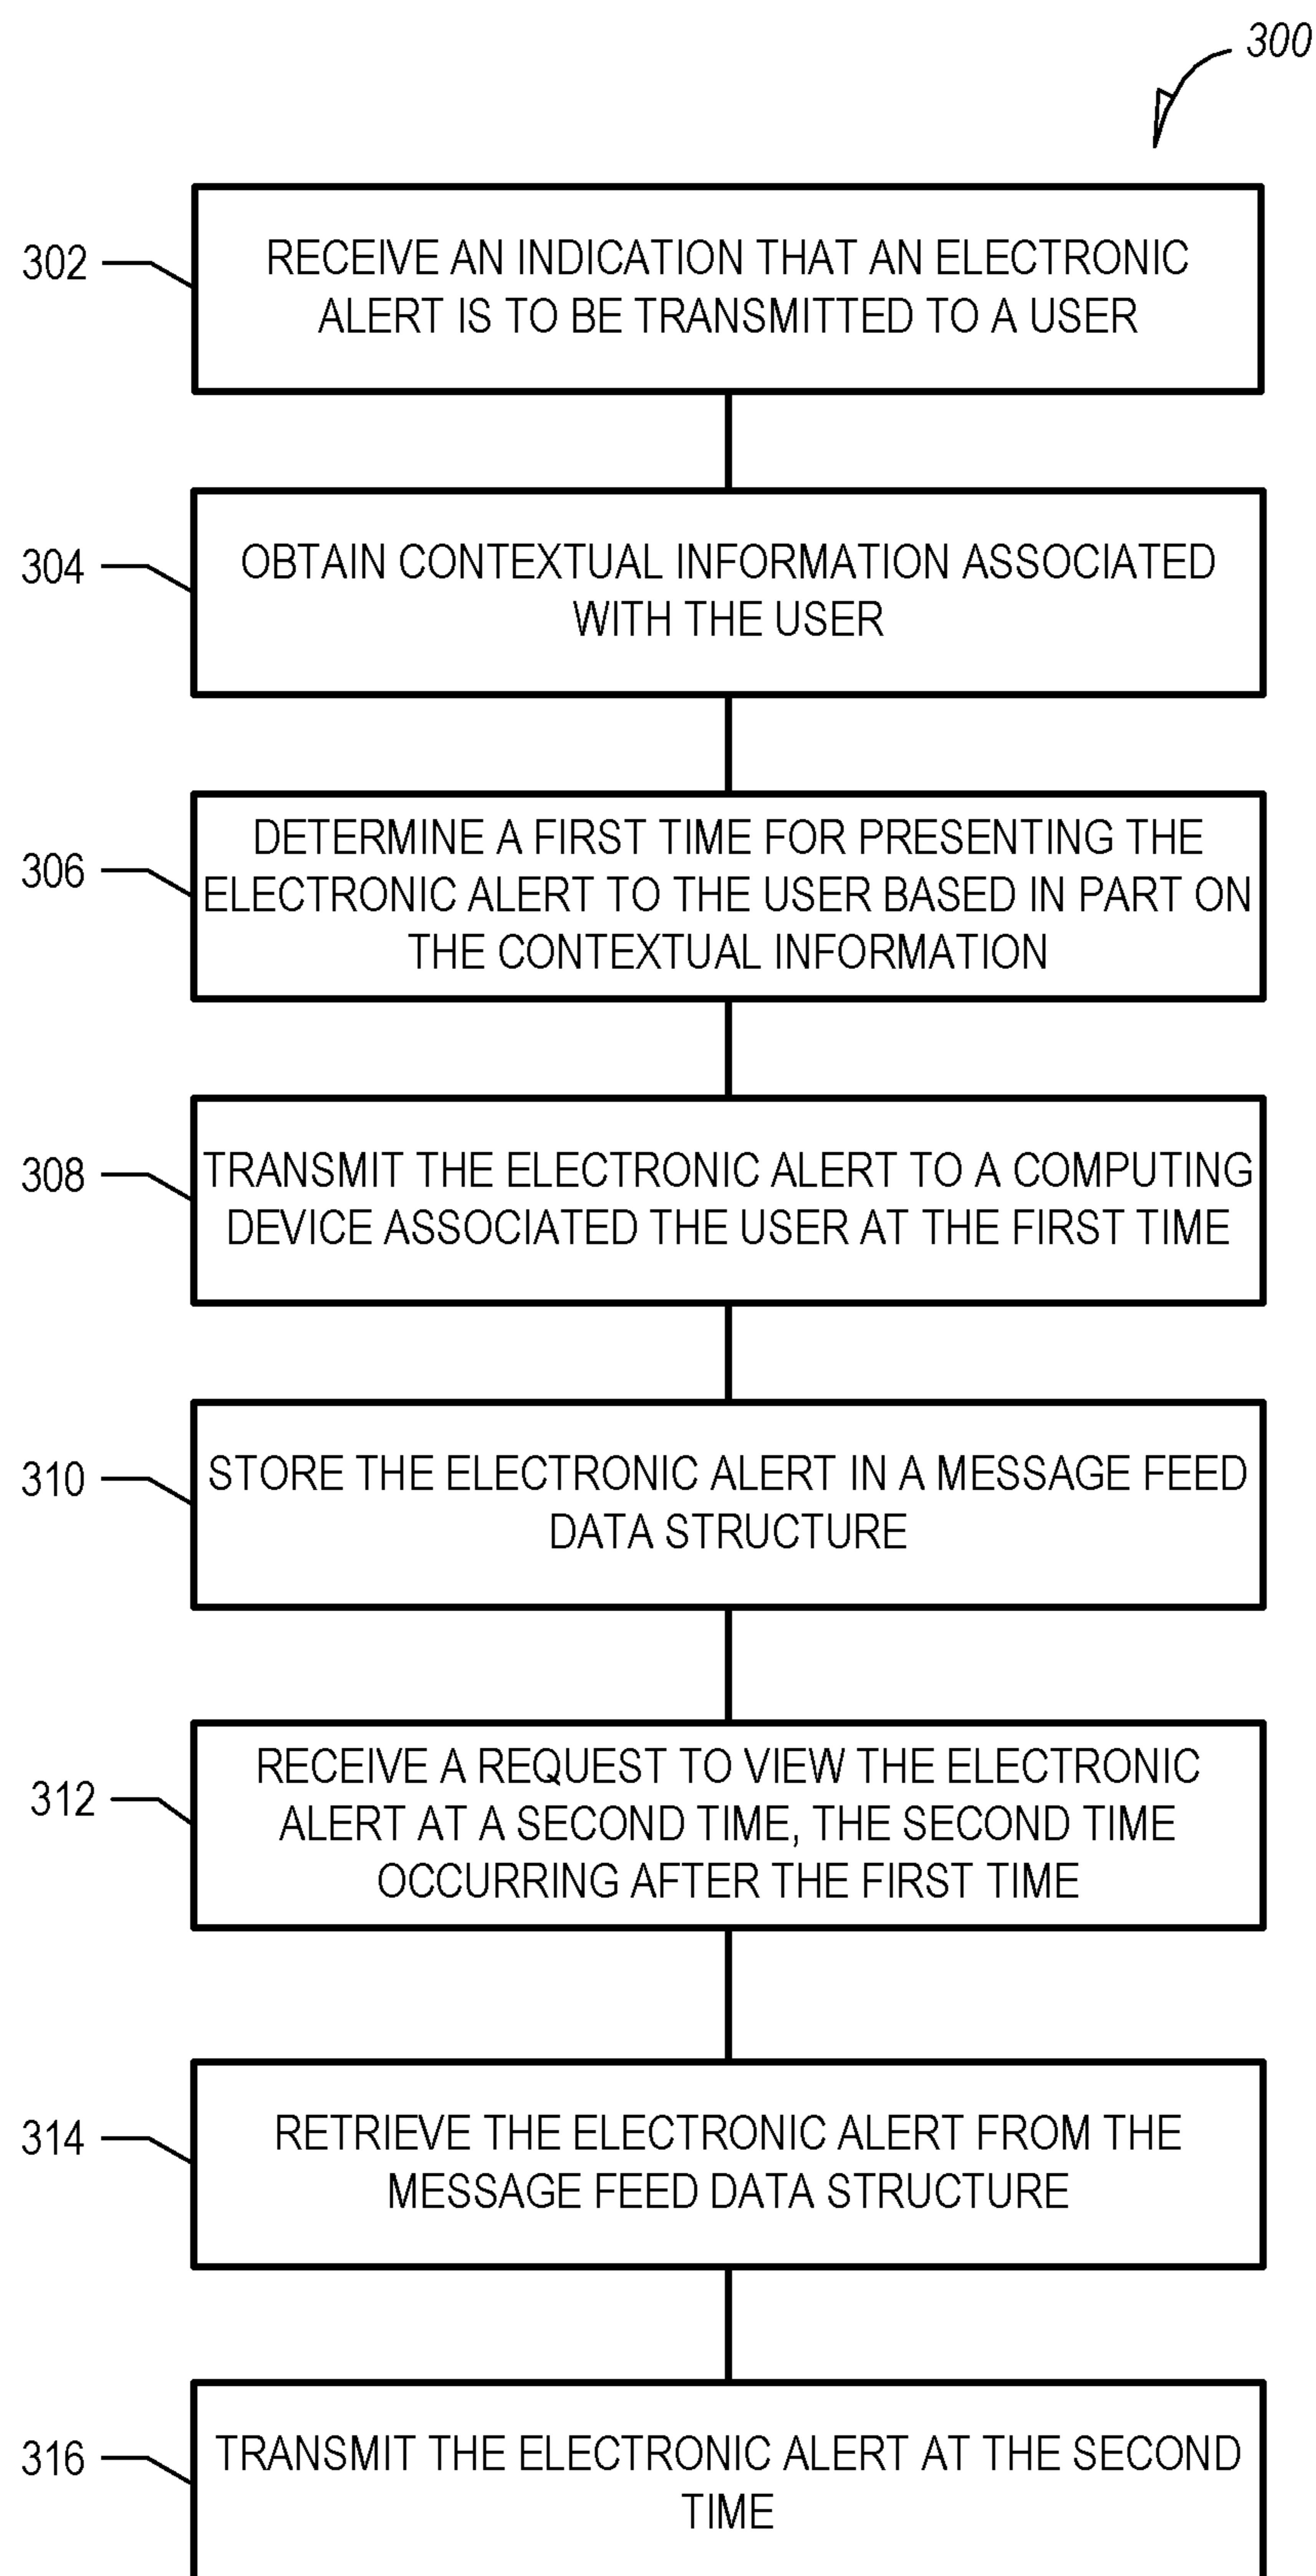 300
302
RECEIVE AN INDICATION THAT AN ELECTRONIC
ALERT IS TO BE TRANSMITTED TO A USER
304
OBTAIN CONTEXTUAL INFORMATION ASSOCIATED
WITH THE USER
306
DETERMINE A FIRST TIME FOR PRESENTING THE
ELECTRONIC ALERT TO THE USER BASED IN PART ON
THE CONTEXTUAL INFORMATION
308
TRANSMIT THE ELECTRONIC ALERT TO A COMPUTING
DEVICE ASSOCIATED THE USER AT THE FIRST TIME
310
STORE THE ELECTRONIC ALERT IN A MESSAGE FEED
DATA STRUCTURE
312
RECEIVE A REQUEST TO VIEW THE ELECTRONIC
ALERT AT A SECOND TIME, THE SECOND TIME
OCCURRING AFTER THE FIRST TIME
314
RETRIEVE THE ELECTRONIC ALERT FROM THE
MESSAGE FEED DATA STRUCTURE
316
TRANSMIT THE ELECTRONIC ALERT AT THE SECOND
TIME